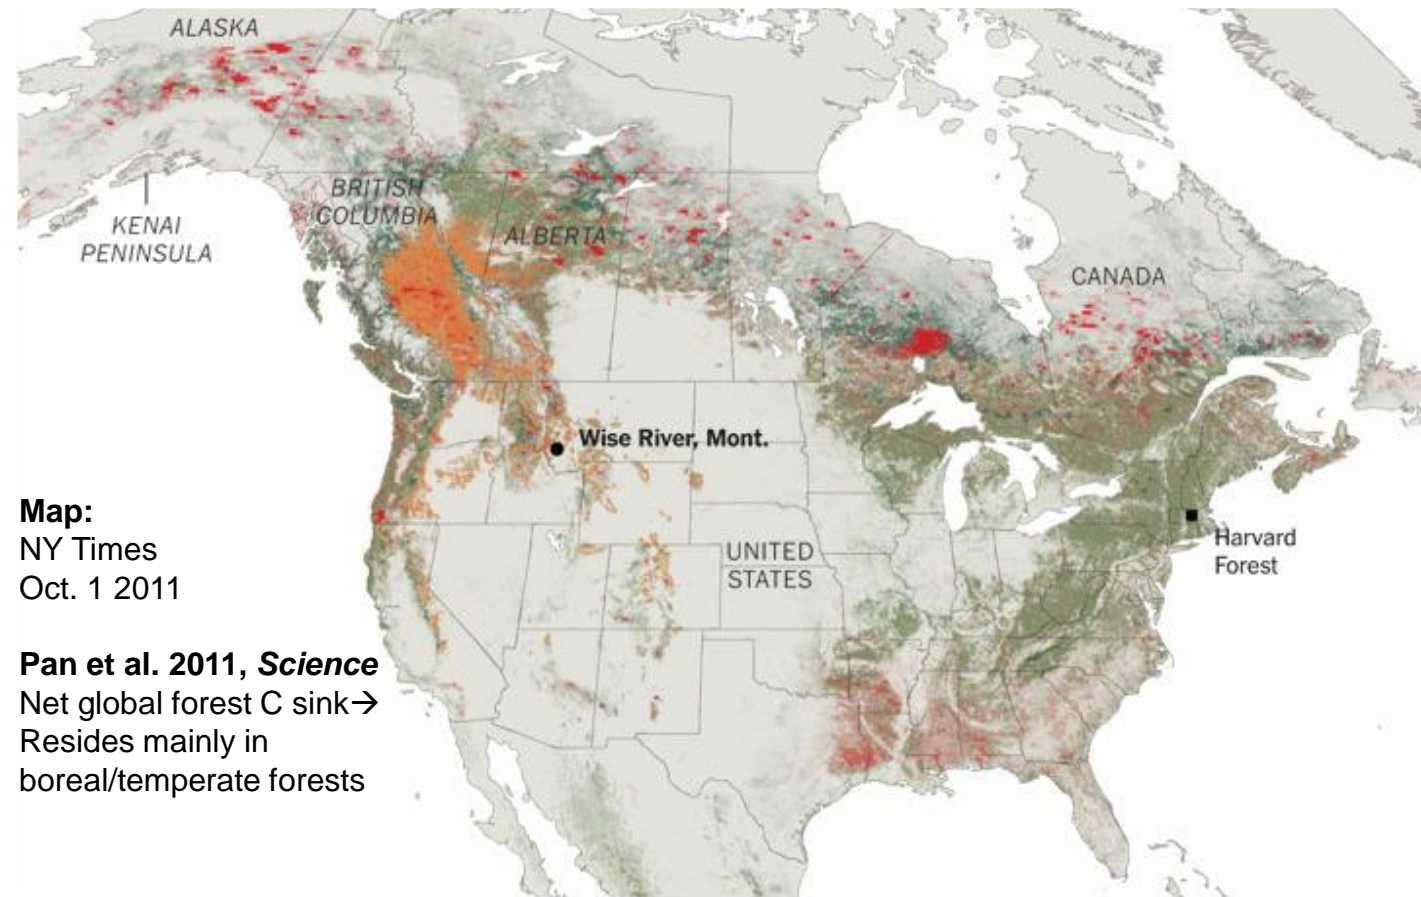 ALASKA
BRITISH
COLUMBIA
KENAI
PENINSULA
ALBERTA
CANADA
Wise River, Mont.
Map:
NY Times
Oct. 1 2011
UNITED
STATES
Harvard
Forest
Pan et al. 2011, Science
Net global forest C sink→
Resides mainly in
boreal/temperate forests